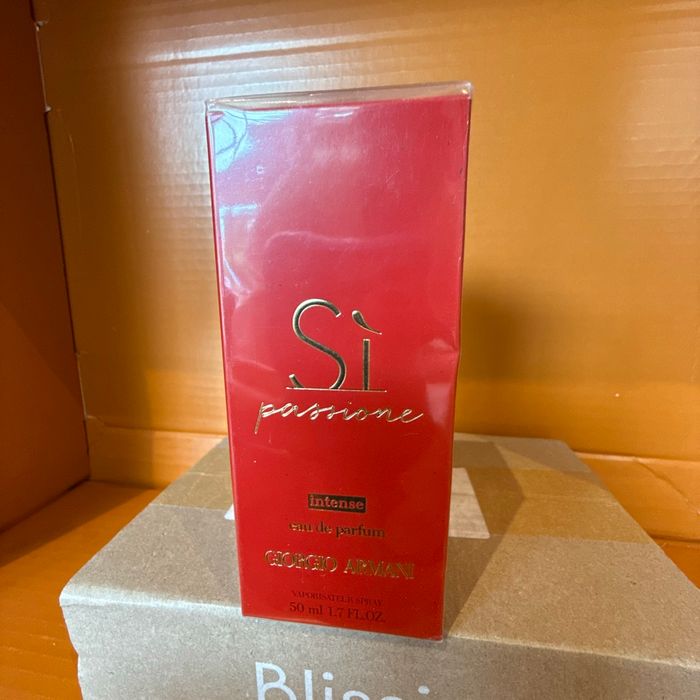 Sì
passione
intense
eau de parfum
GIORGIO ARMANI
VAPORISATEUR SPRAY
50 ml 1.7 FL.OZ.